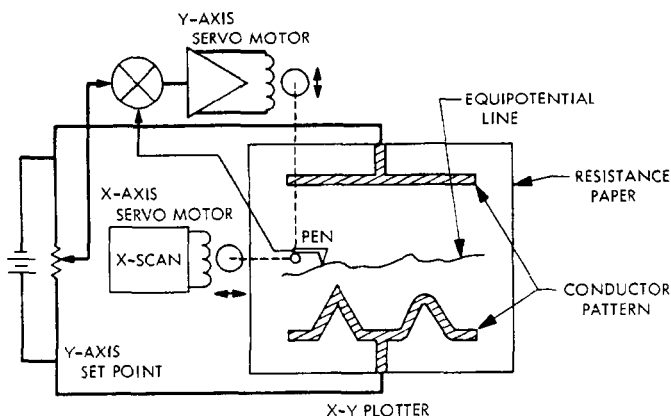 Y-AXIS
SERVO MOTOR
EQUIPOTENTIAL
LINE
RESISTANCE
PAPER
X-AXIS
SERVO MOTOR
PEN
X-SCAN
CONDUCTOR
PATTERN
Y-AXIS
SET POINT
X-Y PLOTTER